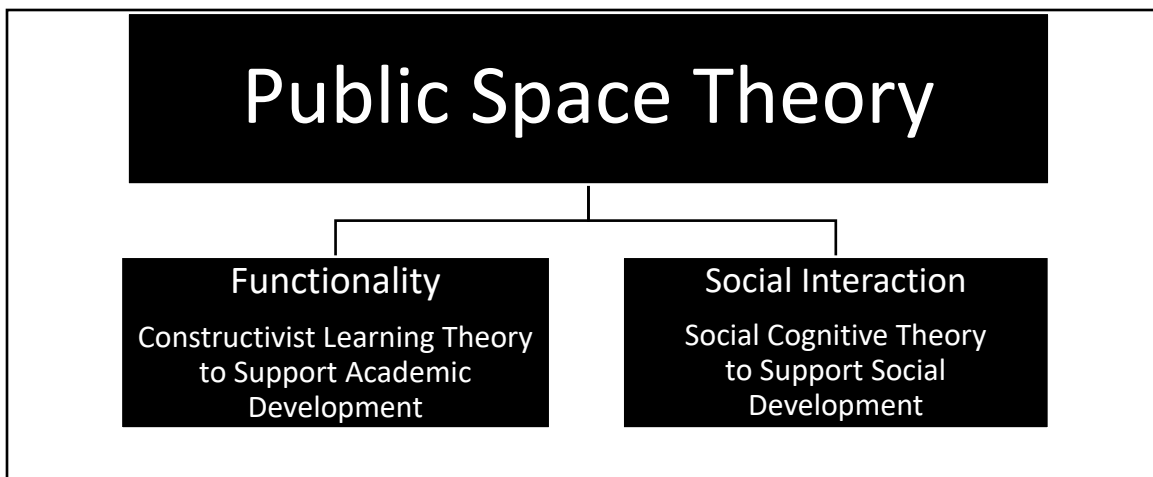 Public Space Theory
Functionality
Constructivist Learning Theory
to Support Academic
Development
Social Interaction
Social Cognitive Theory
to Support Social
Development